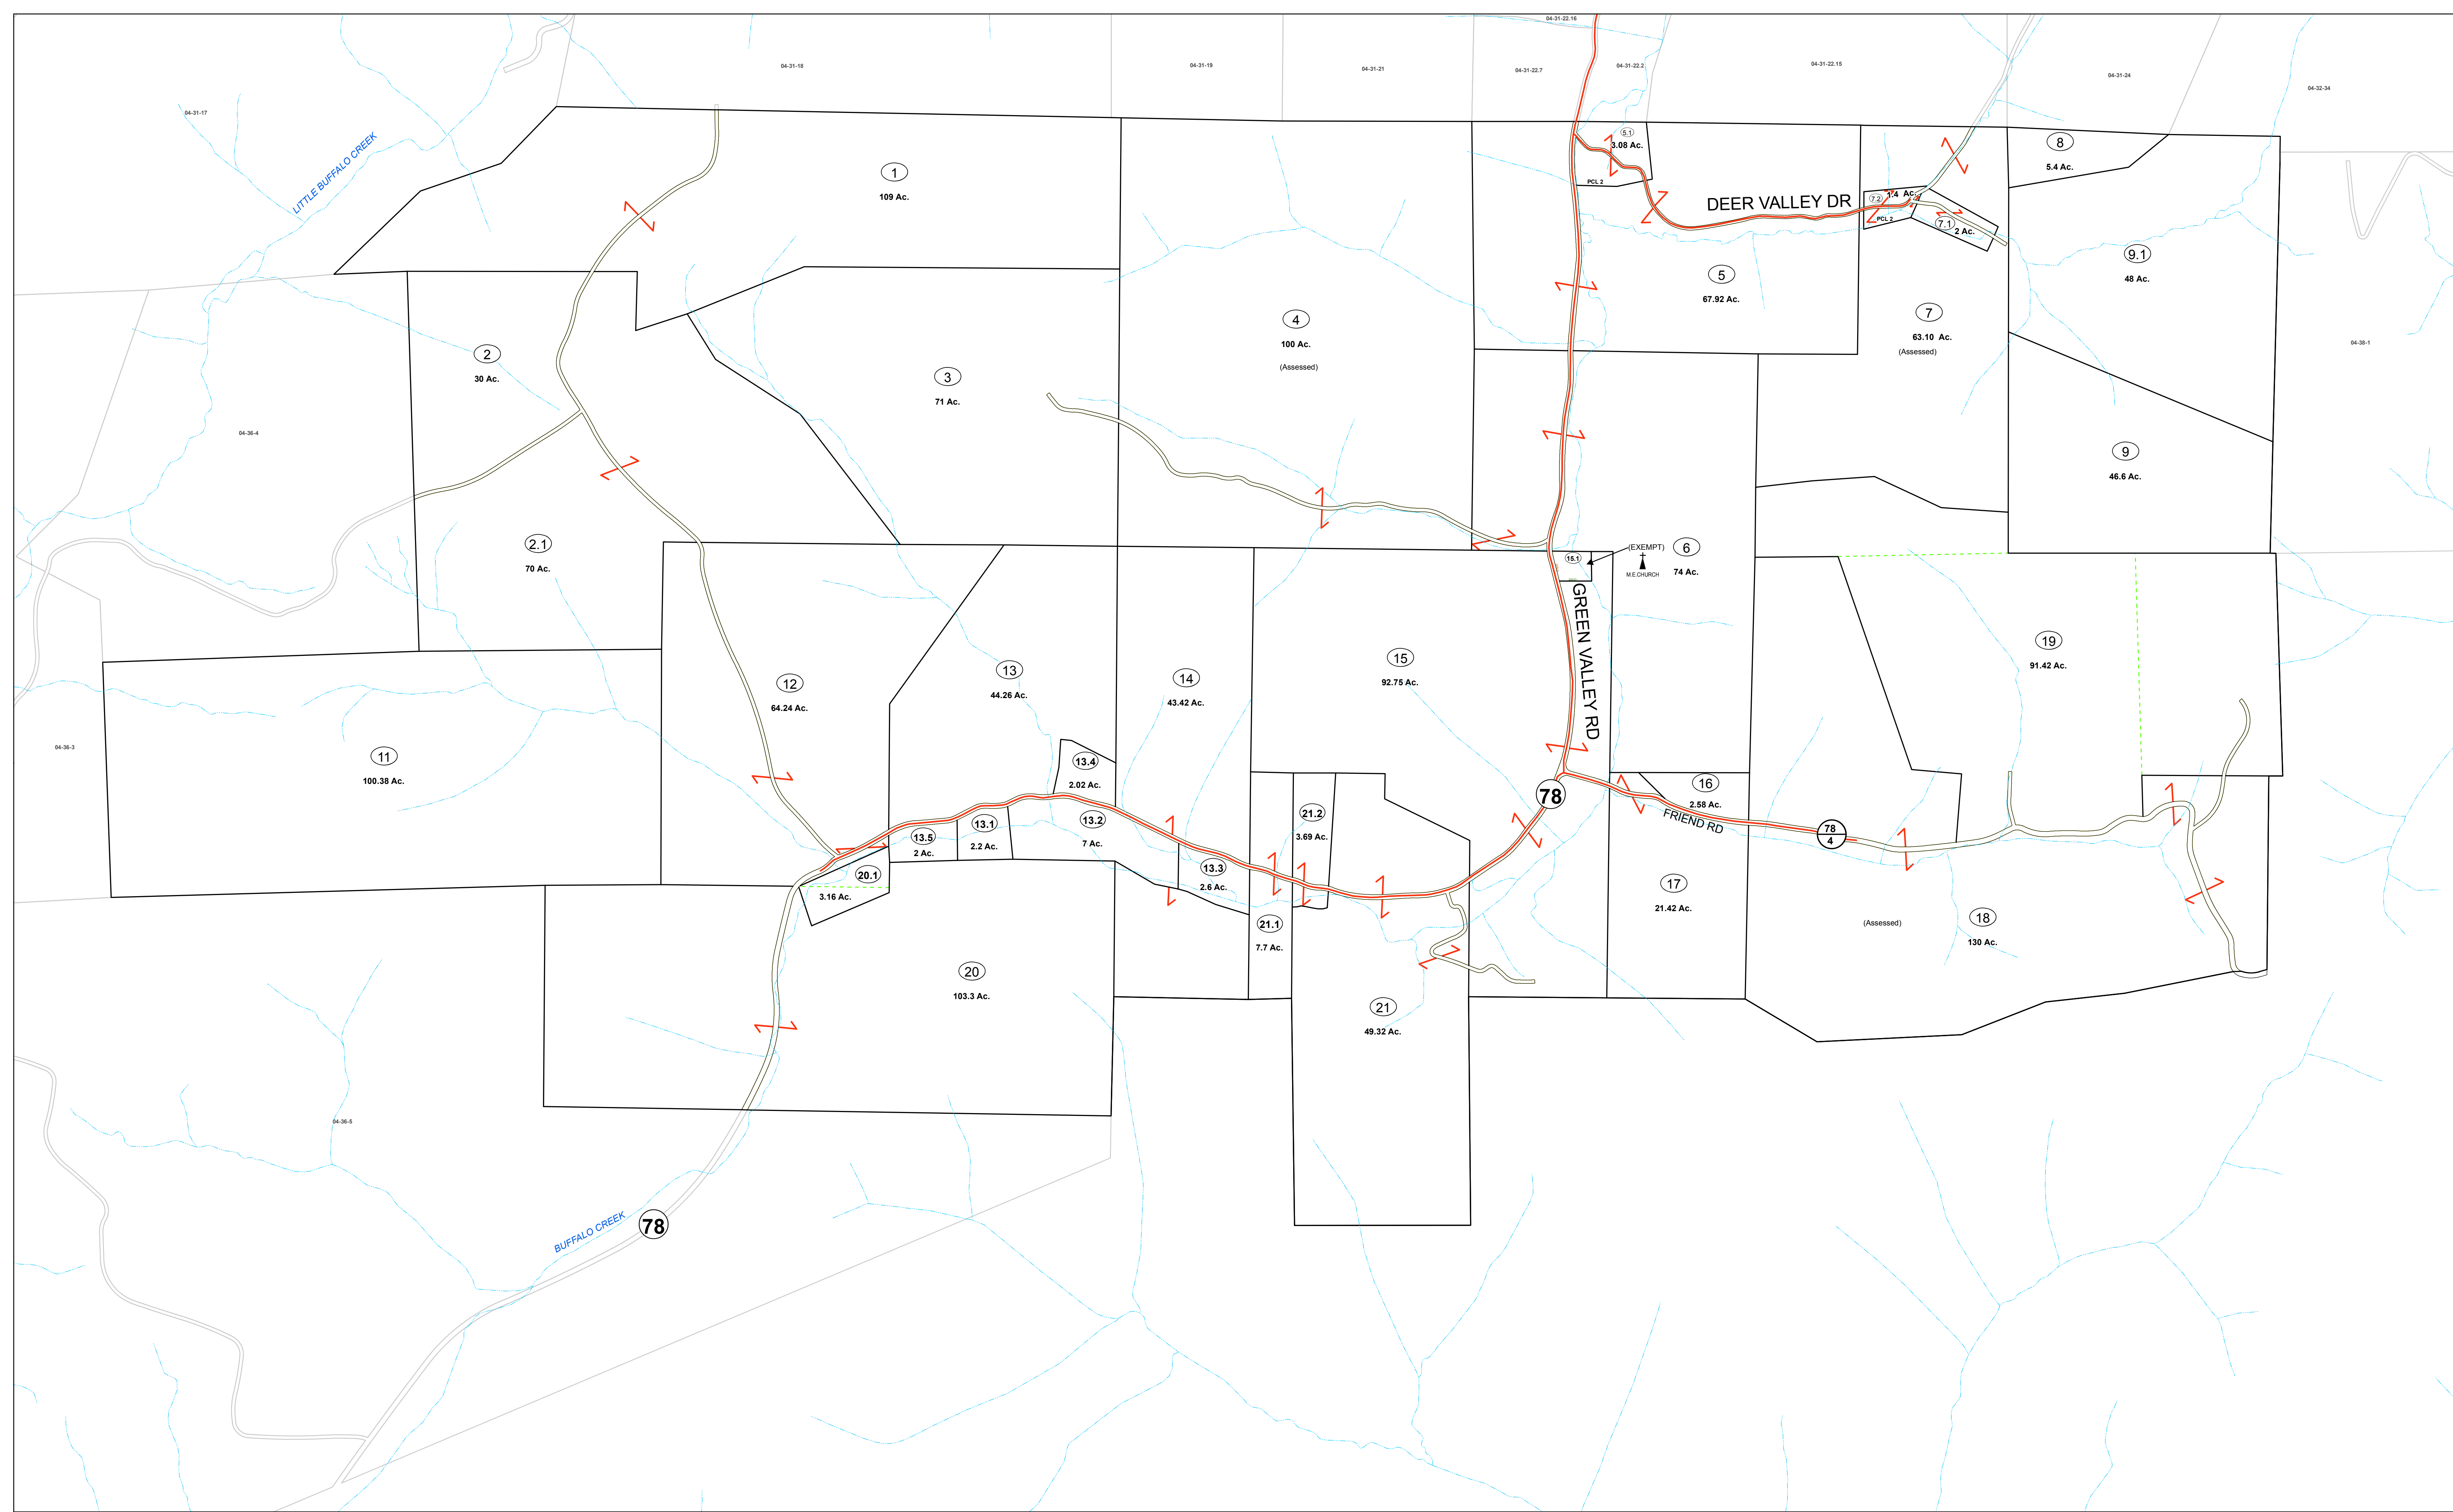 04-31-22.16
04-31-18
04-31-19
04-31-21
04-31-22.7
04-31-22.2
04-31-22.15
04-31-24
04-32-34
04-31-17
LITTLE BUFFALO CREEK
1
109 Ac.
5.1
3.08 Ac.
PCL 2
DEER VALLEY DR
7.2
1.4 Ac.
PCL 2
7.1
2 Ac.
8
5.4 Ac.
9.1
48 Ac.
5
67.92 Ac.
7
63.10 Ac.
(Assessed)
4
100 Ac.
(Assessed)
04-38-1
2
30 Ac.
3
71 Ac.
04-36-4
9
46.6 Ac.
2.1
70 Ac.
15.1
(EXEMPT)
M.E.CHURCH
6
74 Ac.
GREEN VALLEY RD
19
91.42 Ac.
12
64.24 Ac.
13
44.26 Ac.
14
43.42 Ac.
15
92.75 Ac.
04-36-3
11
100.38 Ac.
13.4
2.02 Ac.
78
16
2.58 Ac.
FRIEND RD
78
4
13.5
2 Ac.
13.1
2.2 Ac.
13.2
7 Ac.
21.2
3.69 Ac.
13.3
2.6 Ac.
20.1
3.16 Ac.
21.1
7.7 Ac.
17
21.42 Ac.
(Assessed)
18
130 Ac.
20
103.3 Ac.
21
49.32 Ac.
04-36-5
BUFFALO CREEK
78